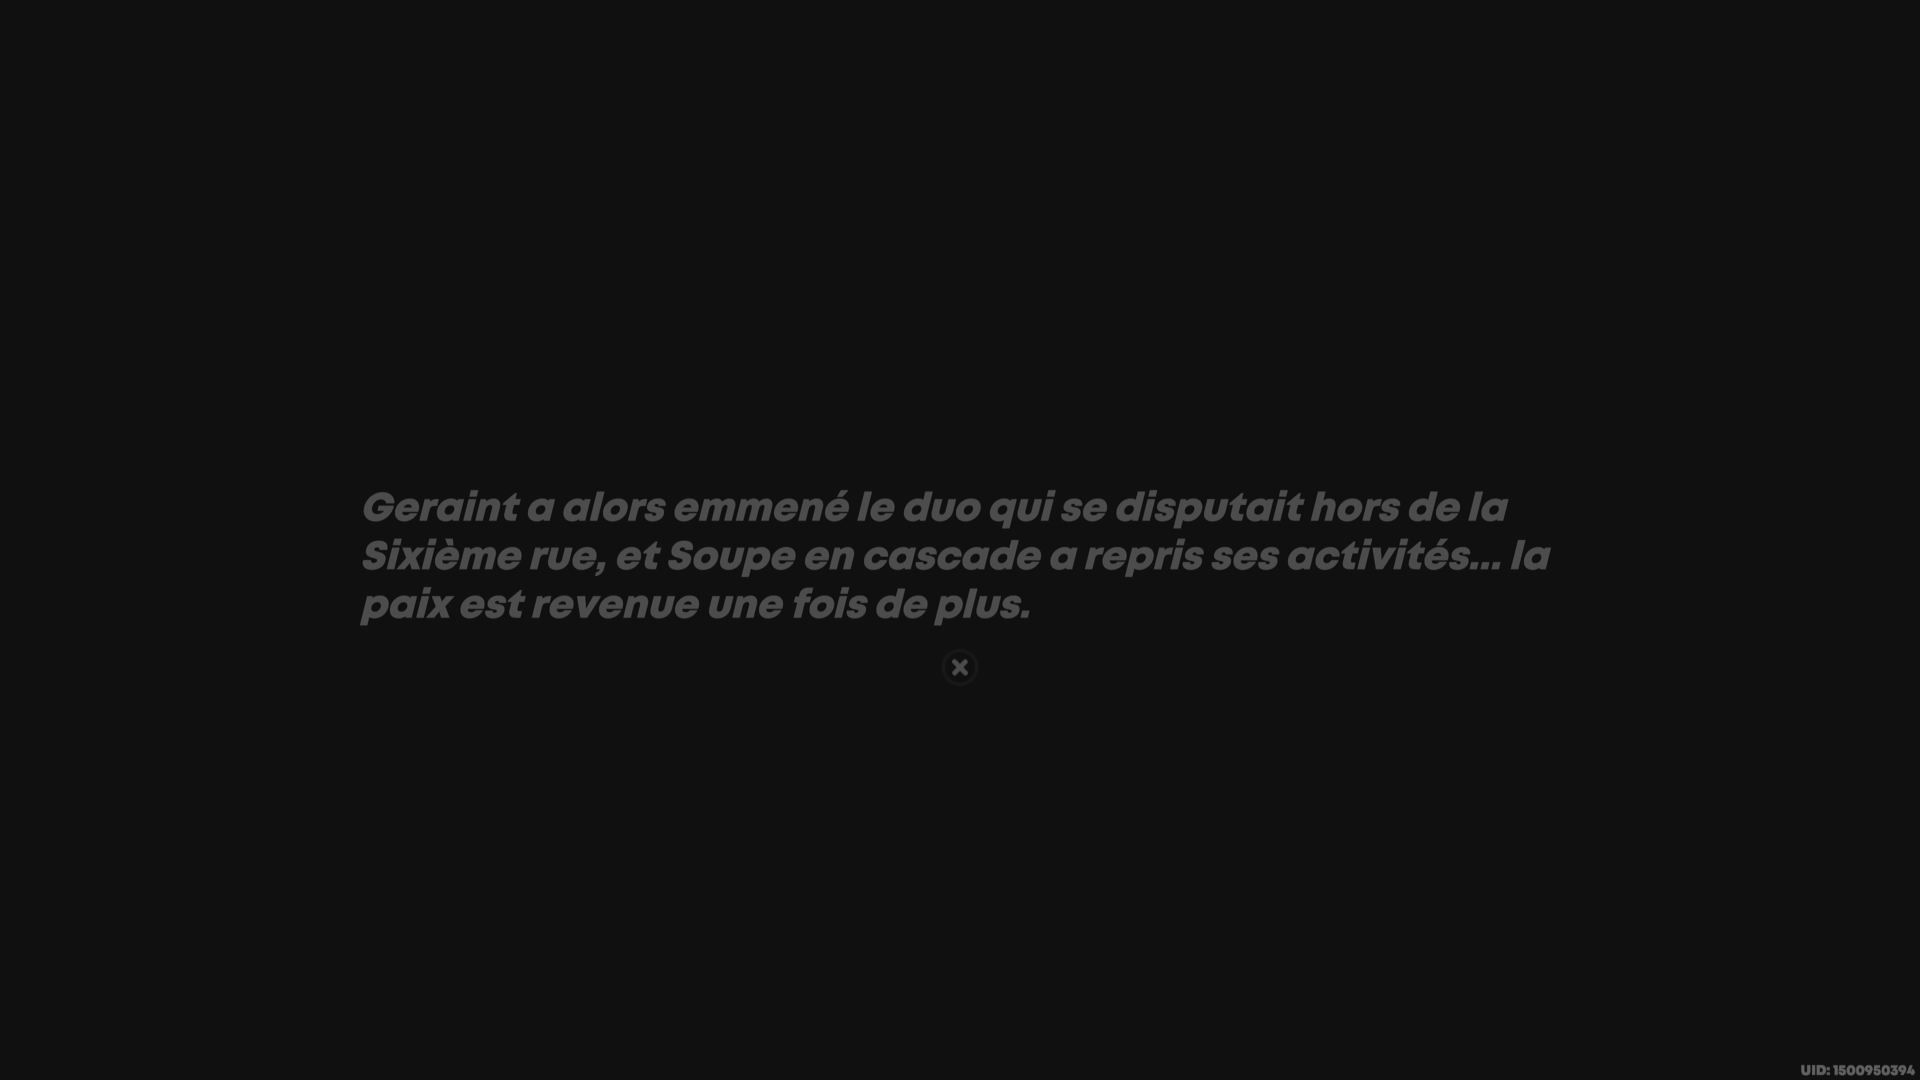 Geraint a alors emmené le duo qui se disputait hors de la
Sixième rue, et Soupe en cascade a repris ses activités... la
paix est revenue une fois de plus.
UID: 1500950394